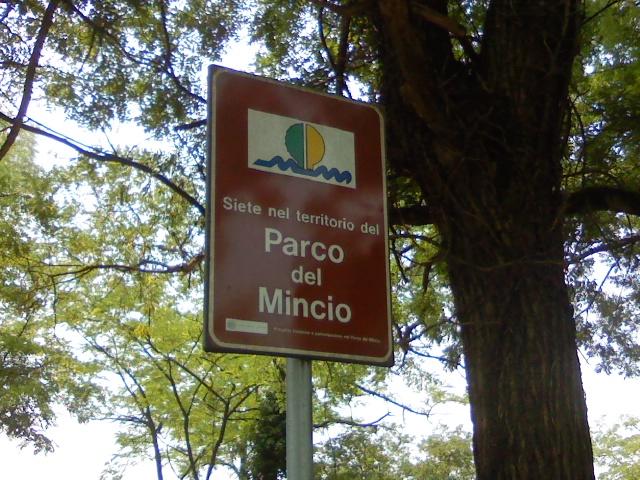 Siete nel territorio del
Parco
del
Mincio